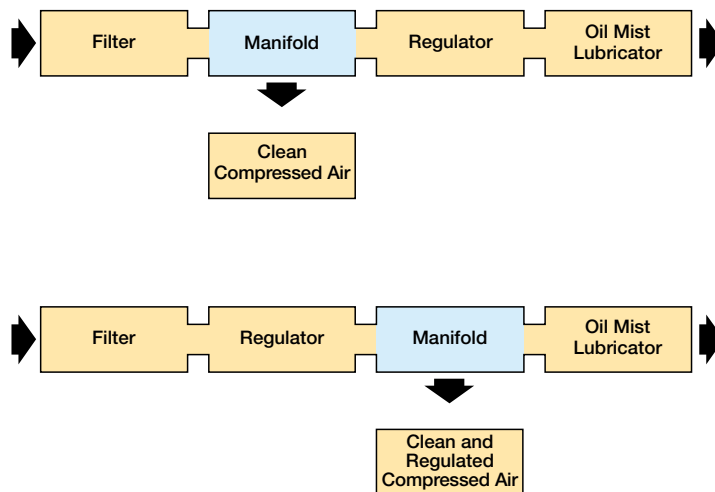 Filter
Manifold
Regulator
Oil Mist
Lubricator
Clean
Compressed Air
Filter
Regulator
Manifold
Oil Mist
Lubricator
Clean and
Regulated
Compressed Air